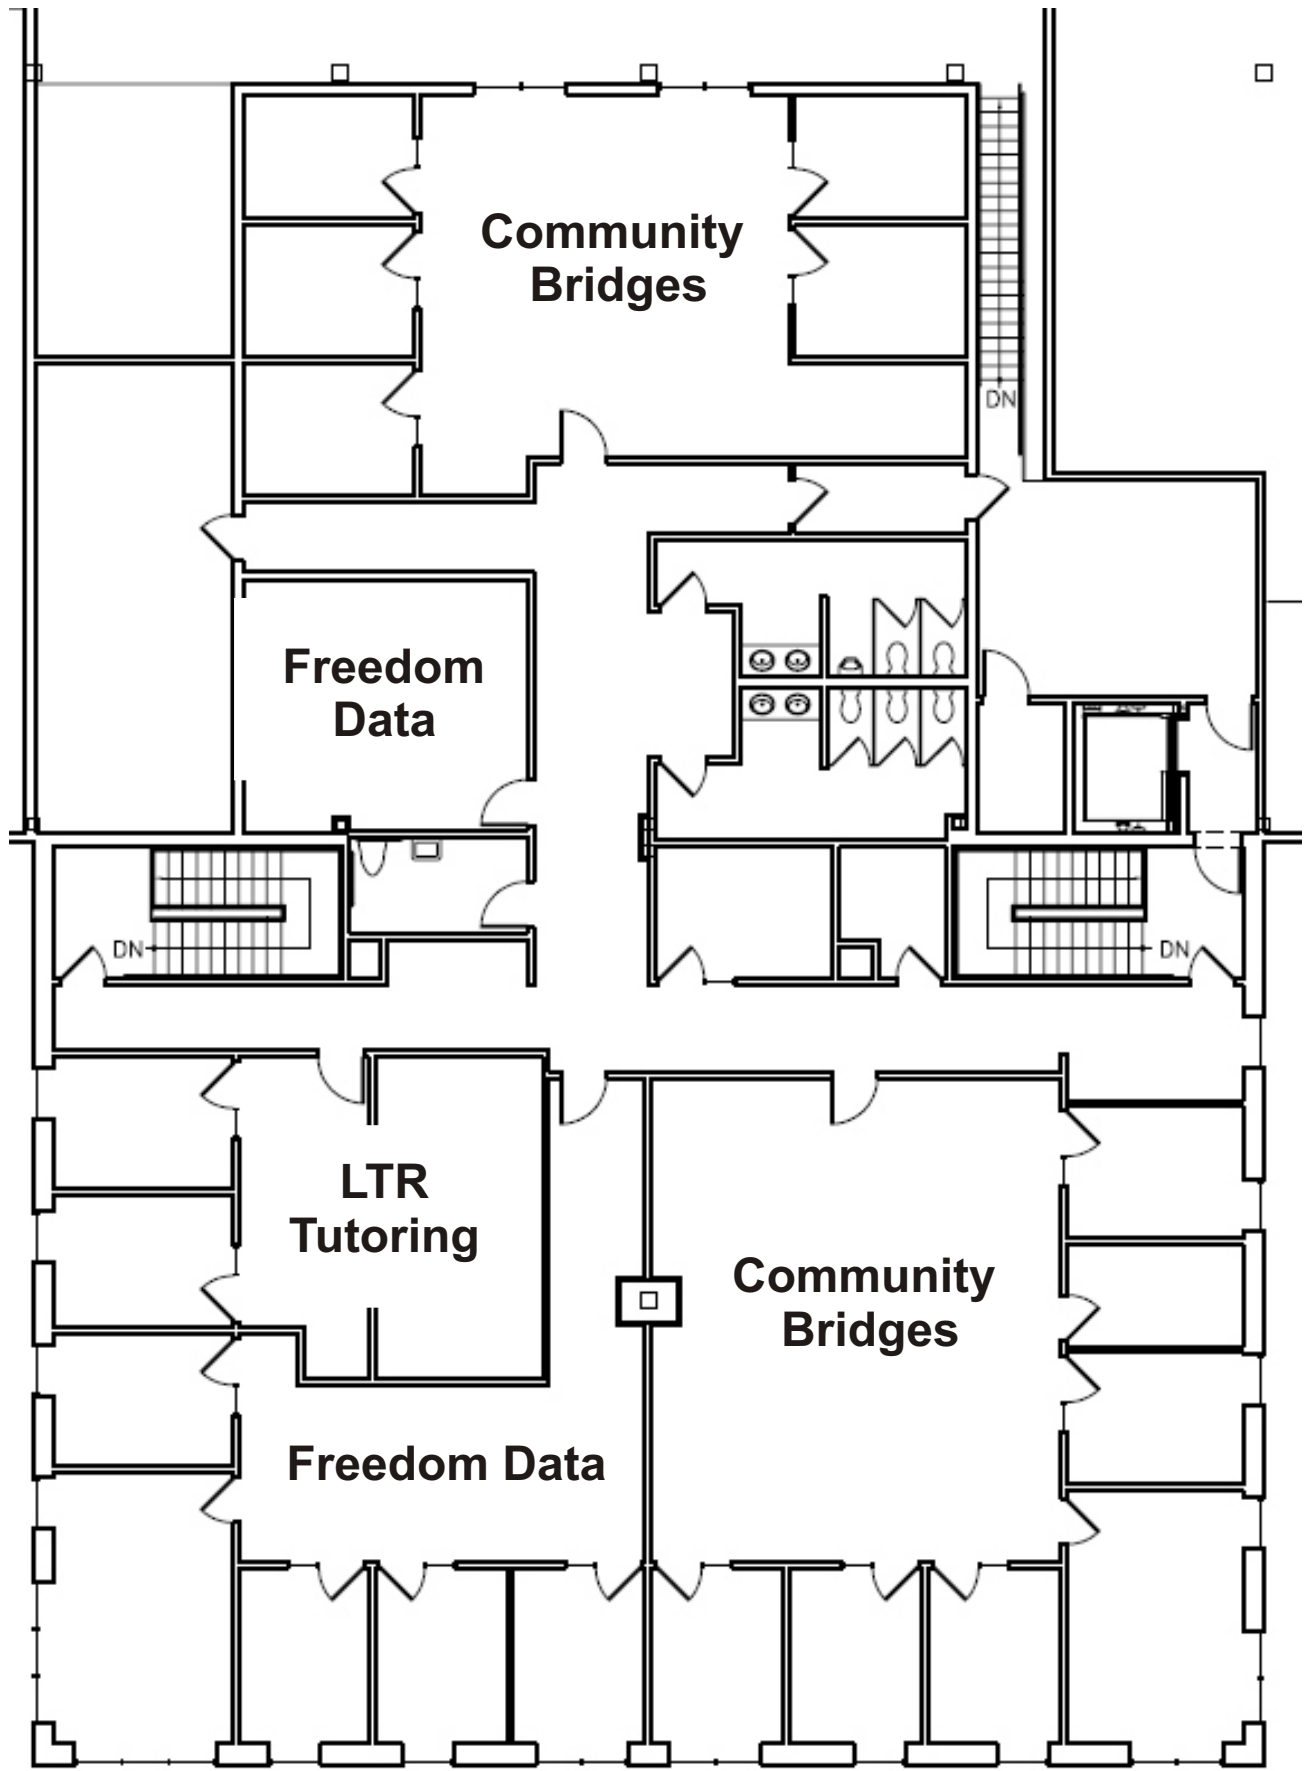 Community
Bridges
DN
Freedom
Data
DN
DN
LTR
Tutoring
Community
Bridges
Freedom Data